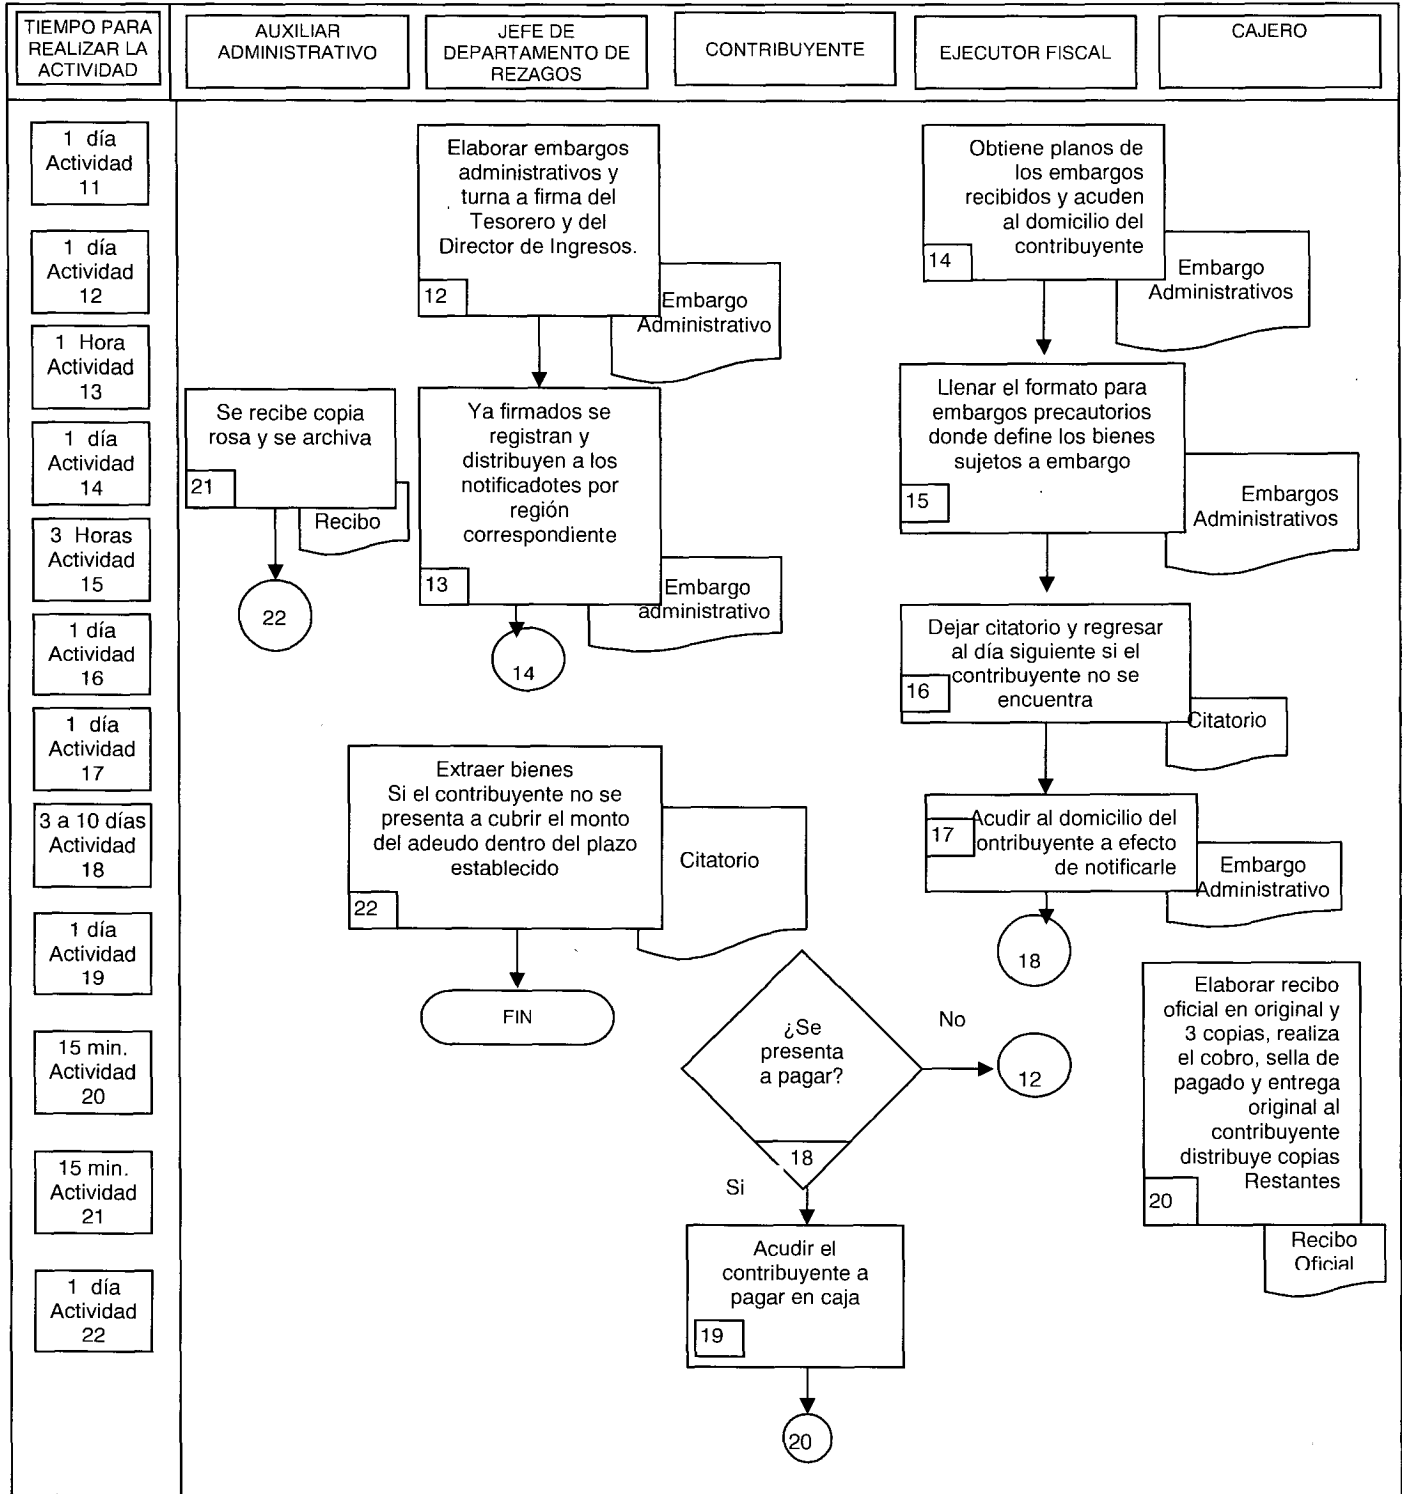 TIEMPO PARA
REALIZAR LA
ACTIVIDAD
AUXILIAR
ADMINISTRATIVO
JEFE DE
DEPARTAMENTO DE
REZAGOS
CONTRIBUYENTE
EJECUTOR FISCAL
CAJERO
1 día
Actividad
11
1 día
Actividad
12
1 Hora
Actividad
13
1 día
Actividad
14
3 Horas
Actividad
15
1 día
Actividad
16
1 día
Actividad
17
3 a 10 días
Actividad
18
1 día
Actividad
19
15 min.
Actividad
20
15 min.
Actividad
21
1 día
Actividad
22
Se recibe copia
rosa y se archiva
21
Recibo
22
Elaborar embargos
administrativos y
turna a firma del
Tesorero y del
Director de Ingresos.
12
Embargo
Administrativo
Ya firmados se
registran y
distribuyen a los
notificadotes por
región
correspondiente
13
Embargo
administrativo
14
Extraer bienes
Si el contribuyente no se
presenta a cubrir el monto
del adeudo dentro del plazo
establecido
22
Citatorio
FIN
¿Se
presenta
a pagar?
18
No
12
Si
Acudir el
contribuyente a
pagar en caja
19
20
Obtiene planos de
los embargos
recibidos y acuden
al domicilio del
contribuyente
14
Embargo
Administrativos
Llenar el formato para
embargos precautorios
donde define los bienes
sujetos a embargo
15
Embargos
Administrativos
Dejar citatorio y regresar
al día siguiente si el
contribuyente no se
encuentra
16
Citatorio
Acudir al domicilio del
ontribuyente a efecto
de notificarle
17
Embargo
Administrativo
18
Elaborar recibo
oficial en original y
3 copias, realiza
el cobro, sella de
pagado y entrega
original al
contribuyente
distribuye copias
Restantes
20
Recibo
Oficial